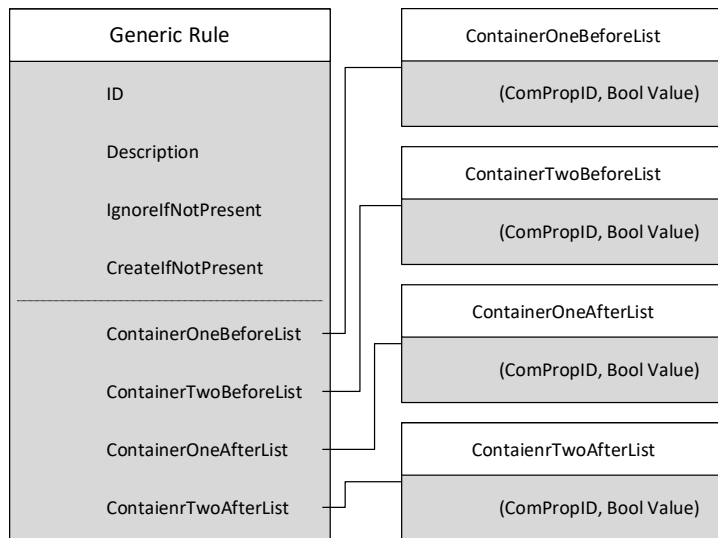 Generic Rule
ID
Description
IgnoreIfNotPresent
CreateIfNotPresent
ContainerOneBeforeList
ContainerTwoBeforeList
ContainerOneAfterList
ContaienrTwoAfterList
ContainerOneBeforeList
(ComPropID, Bool Value)
ContainerTwoBeforeList
(ComPropID, Bool Value)
ContainerOneAfterList
(ComPropID, Bool Value)
ContaienrTwoAfterList
(ComPropID, Bool Value)